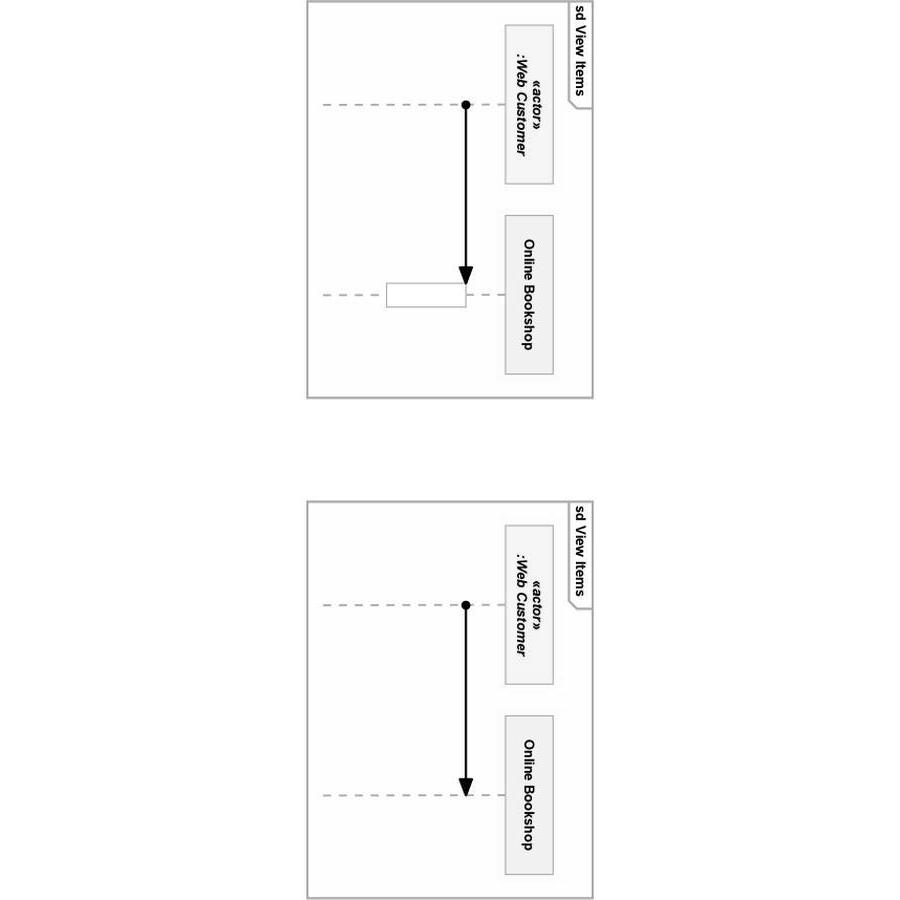 sd View Items
«actor»
:Web Customer
Online Bookshop
sd View Items
«actor»
:Web Customer
Online Bookshop